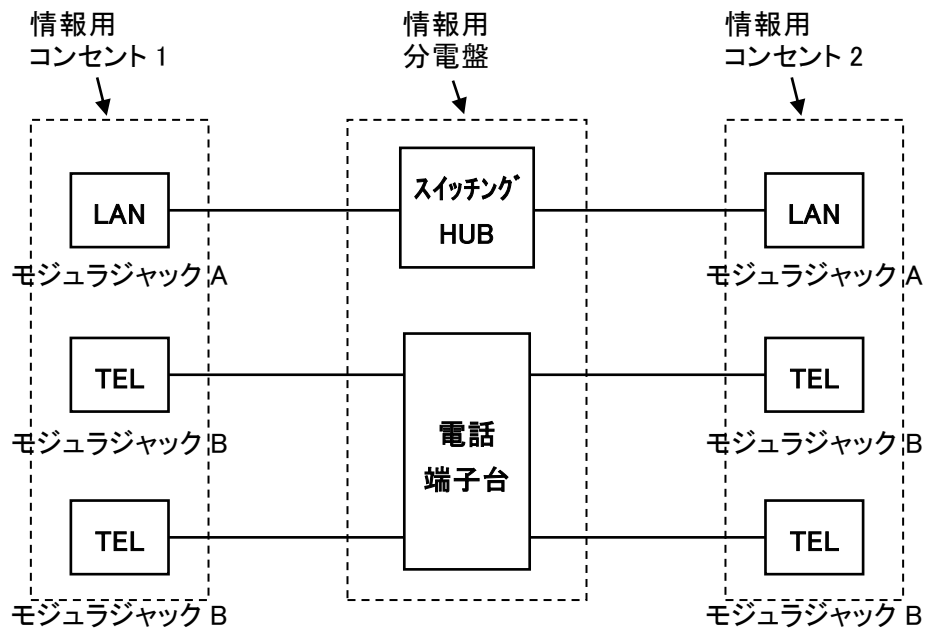 情報用
コンセント 1
情報用
分電盤
情報用
コンセント 2
LAN
モジュラジャック A
スイッチング
HUB
LAN
モジュラジャック A
TEL
モジュラジャック B
電話
端子台
TEL
モジュラジャック B
TEL
モジュラジャック B
TEL
モジュラジャック B